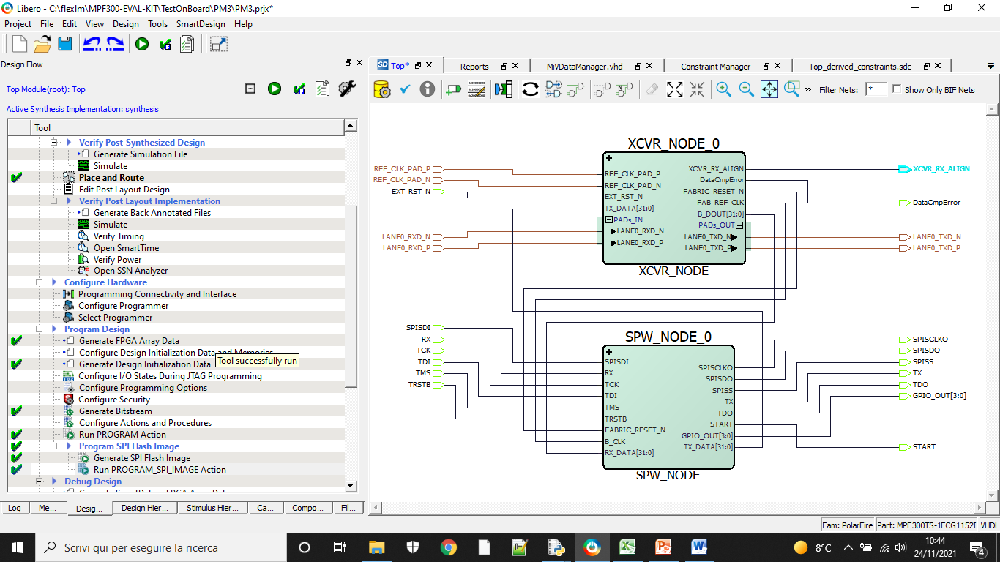 Libero - C:\flexlm\MPF300-EVAL-KIT\TestOnBoard\PM3\PM3.prjx*
Project File Edit View Design Tools SmartDesign Help
Design Flow
Top Module(root): Top
Active Synthesis Implementation: synthesis
Tool
Verify Post-Synthesized Design
Generate Simulation File
Simulate
Place and Route
Edit Post Layout Design
Verify Post Layout Implementation
Generate Back Annotated Files
Simulate
Verify Timing
Open SmartTime
Verify Power
Open SSN Analyzer
Configure Hardware
Programming Connectivity and Interface
Configure Programmer
Select Programmer
Program Design
Generate FPGA Array Data
Configure Design Initialization Data and Memories
Generate Design Initialization Data
Tool successfully run
Configure I/O States During JTAG Programming
Configure Programming Options
Configure Security
Generate Bitstream
Configure Actions and Procedures
Run PROGRAM Action
Program SPI Flash Image
Generate SPI Flash Image
Run PROGRAM_SPI_IMAGE Action
Debug Design
Generate SmartDebug FPGA Array Data
Log Me... Desig... Design Hier... Stimulus Hier... Ca... Compo... Fil...
SD Top* Reports MiVDataManager.vhd Constraint Manager Top_derived_constraints.sdc
» Filter Nets: * Show Only BIF Nets
XCVR_NODE_0
REF_CLK_PAD_P
REF_CLK_PAD_N
EXT_RST_N
LANE0_RXD_N
LANE0_RXD_P
REF_CLK_PAD_P
REF_CLK_PAD_N
EXT_RST_N
TX_DATA[31:0]
PADs_IN
LANE0_RXD_N
LANE0_RXD_P
XCVR_RX_ALIGN
DataCmpError
FABRIC_RESET_N
FAB_REF_CLK
B_DOUT[31:0]
PADs_OUT
LANE0_TXD_N
LANE0_TXD_P
XCVR_RX_ALIGN
DataCmpError
LANE0_TXD_N
LANE0_TXD_P
XCVR_NODE
SPW_NODE_0
SPISDI
RX
TCK
TDI
TMS
TRSTB
SPISDI
RX
TCK
TDI
TMS
TRSTB
FABRIC_RESET_N
B_CLK
RX_DATA[31:0]
SPISCLKO
SPISDO
SPISS
TX
TDO
START
GPIO_OUT[3:0]
TX_DATA[31:0]
SPISCLKO
SPISDO
SPISS
TX
TDO
GPIO_OUT[3:0]
START
SPW_NODE
Fam: PolarFire Part: MPF300TS-1FCG1152I VHDL
Scrivi qui per eseguire la ricerca
8°C
10:44
24/11/2021
4